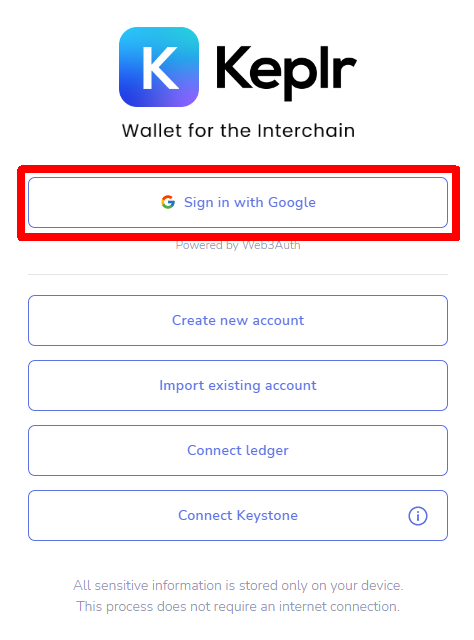 K Keplr
Wallet for the Interchain
Sign in with Google
Powered by Web3Auth
Create new account
Import existing account
Connect ledger
Connect Keystone
All sensitive information is stored only on your device.
This process does not require an internet connection.